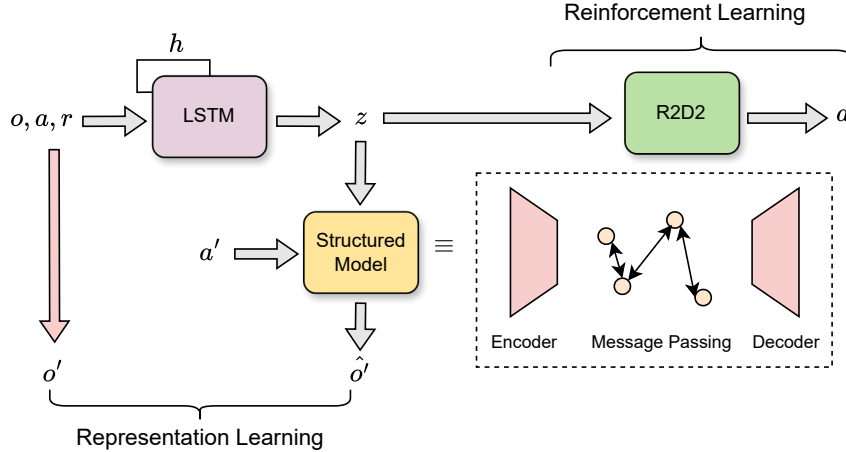 Reinforcement Learning
h
o, a, r
LSTM
z
R2D2
a′
Structured
Model
≡
Encoder
Message Passing
Decoder
o′
ô′
Representation Learning